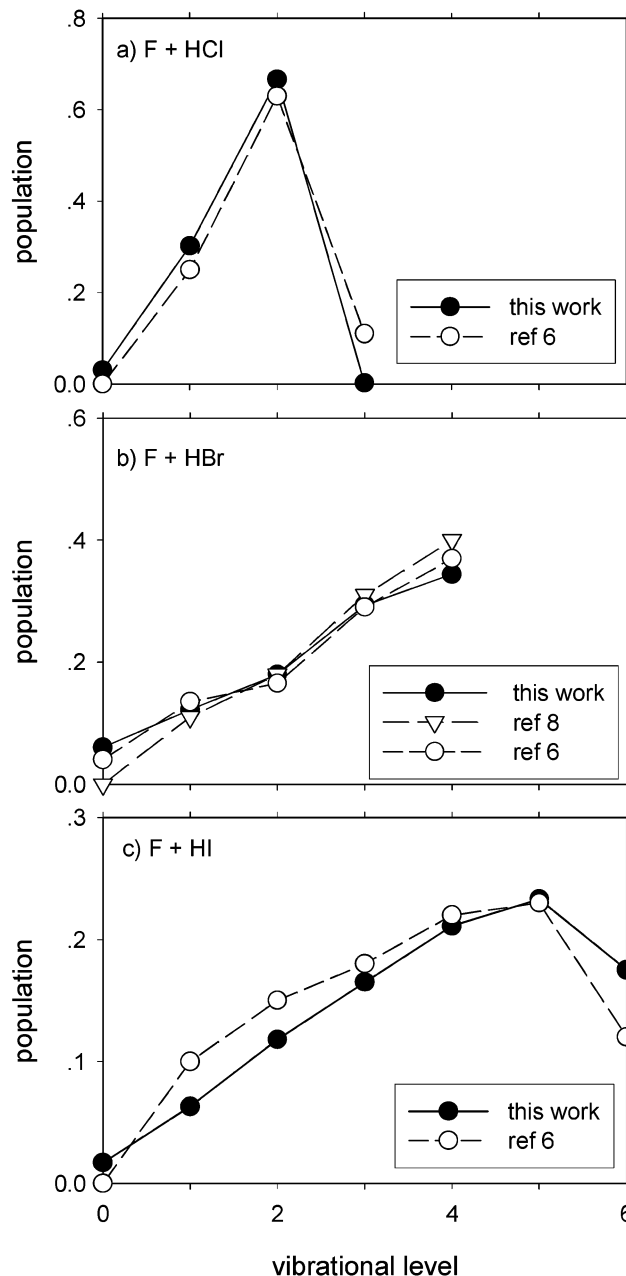 .8
a) F + HCl
.6
population
.4
.2
this work
ref 6
0.0
.6
b) F + HBr
.4
population
.2
this work
ref 8
ref 6
0.0
.3
c) F + HI
.2
population
.1
this work
ref 6
0.0
0 2 4 6
vibrational level